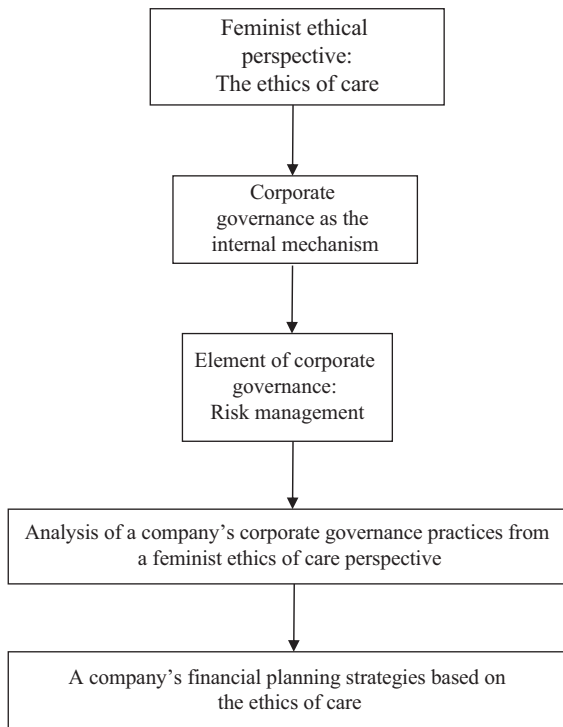 Feminist ethical
perspective:
The ethics of care
Corporate
governance as the
internal mechanism
Element of corporate
governance:
Risk management
Analysis of a company’s corporate governance practices from
a feminist ethics of care perspective
A company’s financial planning strategies based on
the ethics of care